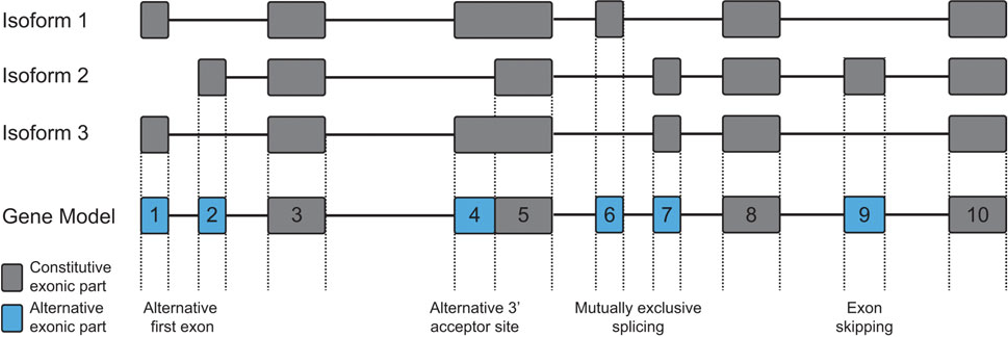 Isoform 1
Isoform 2
Isoform 3
Gene Model
1 2 3 4 5 6 7 8 9 10
Constitutive
exonic part
Alternative
exonic part
Alternative
first exon
Alternative 3'
acceptor site
Mutually exclusive
splicing
Exon
skipping